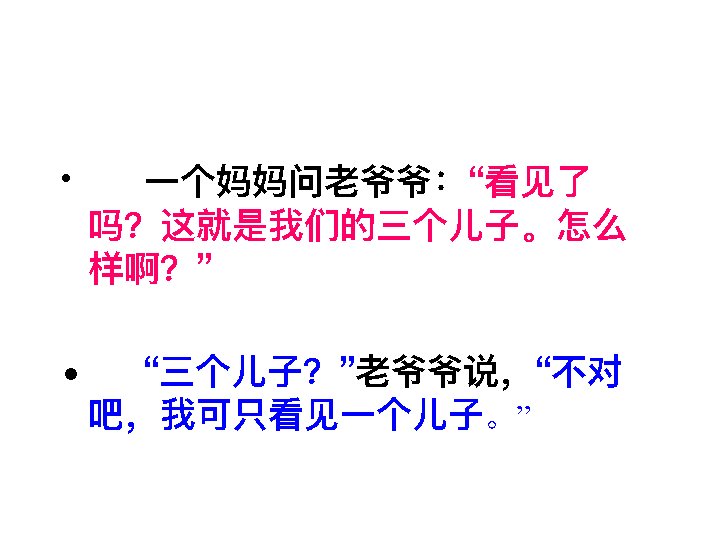 • 一个妈妈问老爷爷：“看见了
吗？这就是我们的三个儿子。怎么
样啊？”
• “三个儿子？”老爷爷说，“不对
吧，我可只看见一个儿子。”